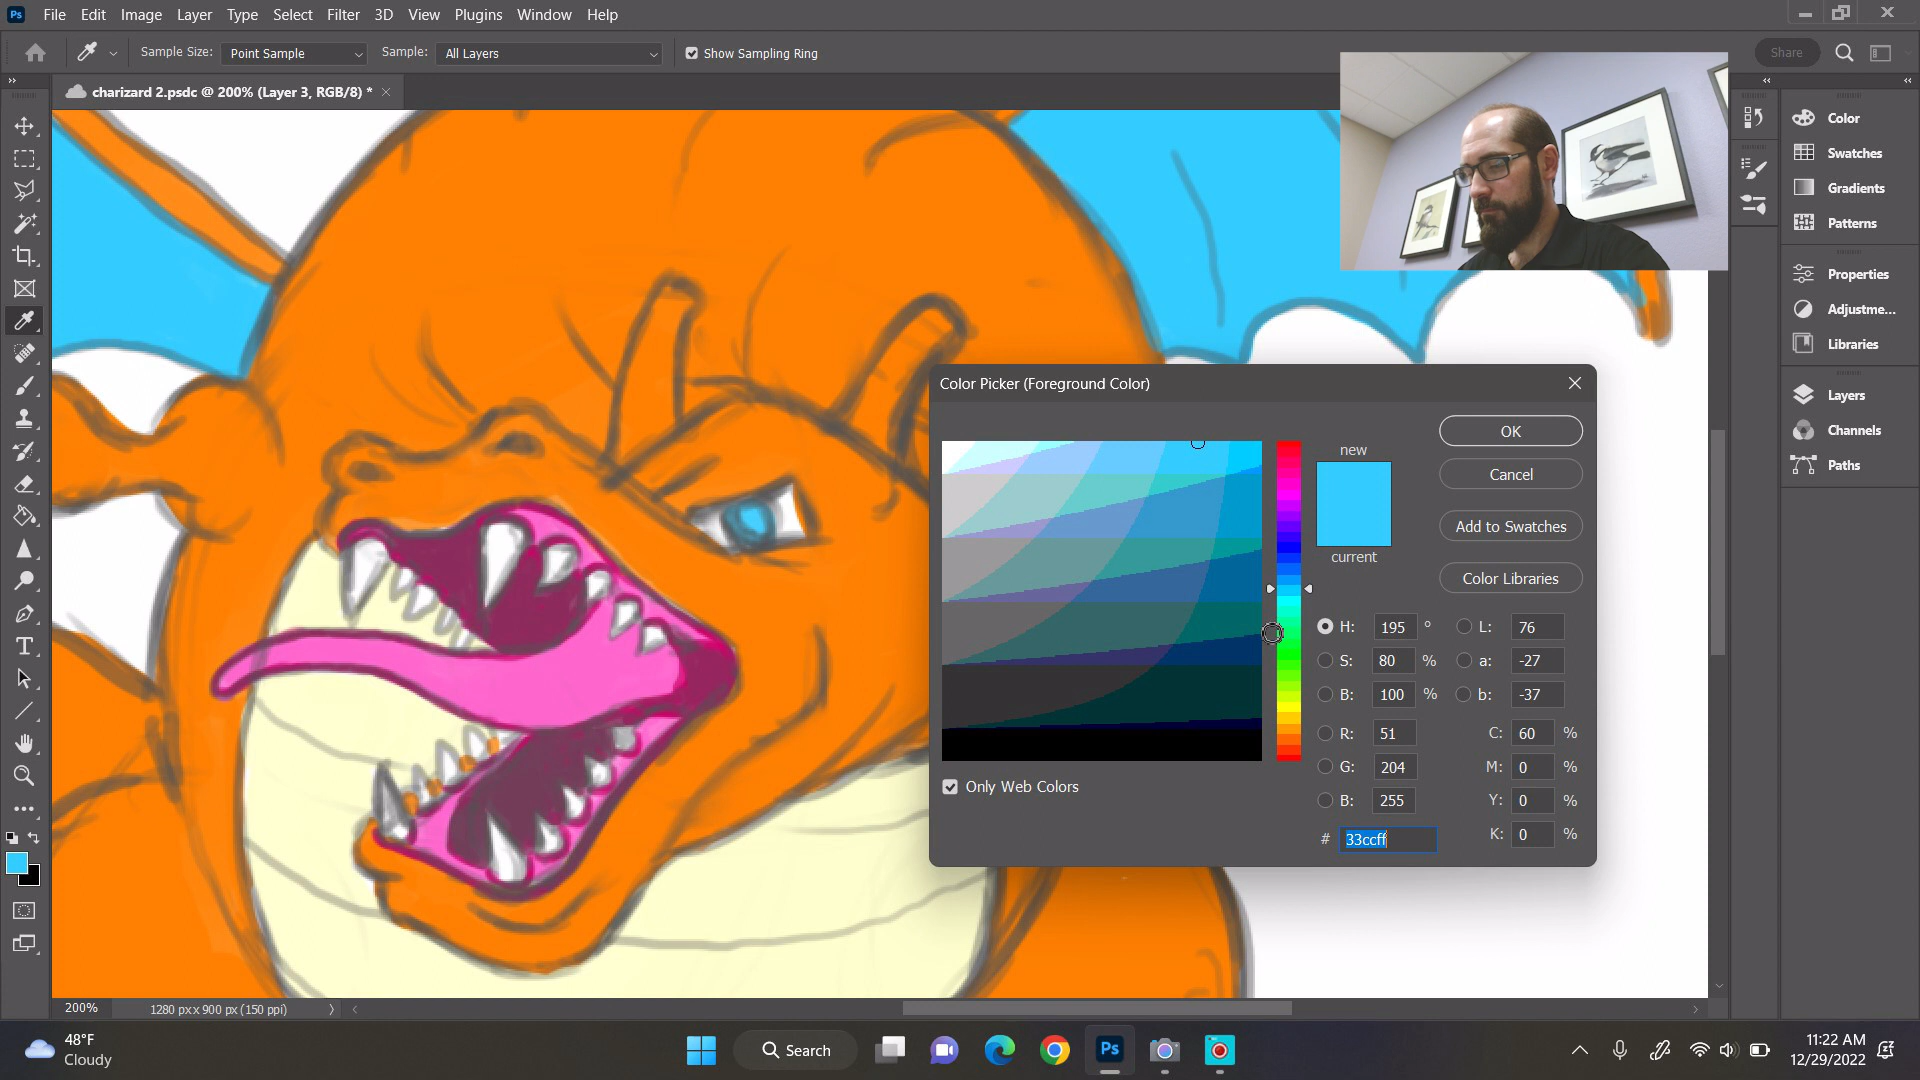 Ps File Edit Image Layer Type Select Filter 3D View Plugins Window Help
Sample Size: Point Sample Sample: All Layers Show Sampling Ring Share
charizard 2.psdc @ 200% (Layer 3, RGB/8) *
Color
Swatches
Gradients
Patterns
Properties
Adjustme...
Libraries
Layers
Channels
Paths
T
Color Picker (Foreground Color)
new
current
OK
Cancel
Add to Swatches
Color Libraries
H: 195 ° L: 76
S: 80 % a: -27
B: 100 % b: -37
R: 51 C: 60 %
G: 204 M: 0 %
B: 255 Y: 0 %
# 33ccff K: 0 %
Only Web Colors
200% 1280 px x 900 px (150 ppi)
48°F
Cloudy
Search
Ps
11:22 AM
12/29/2022